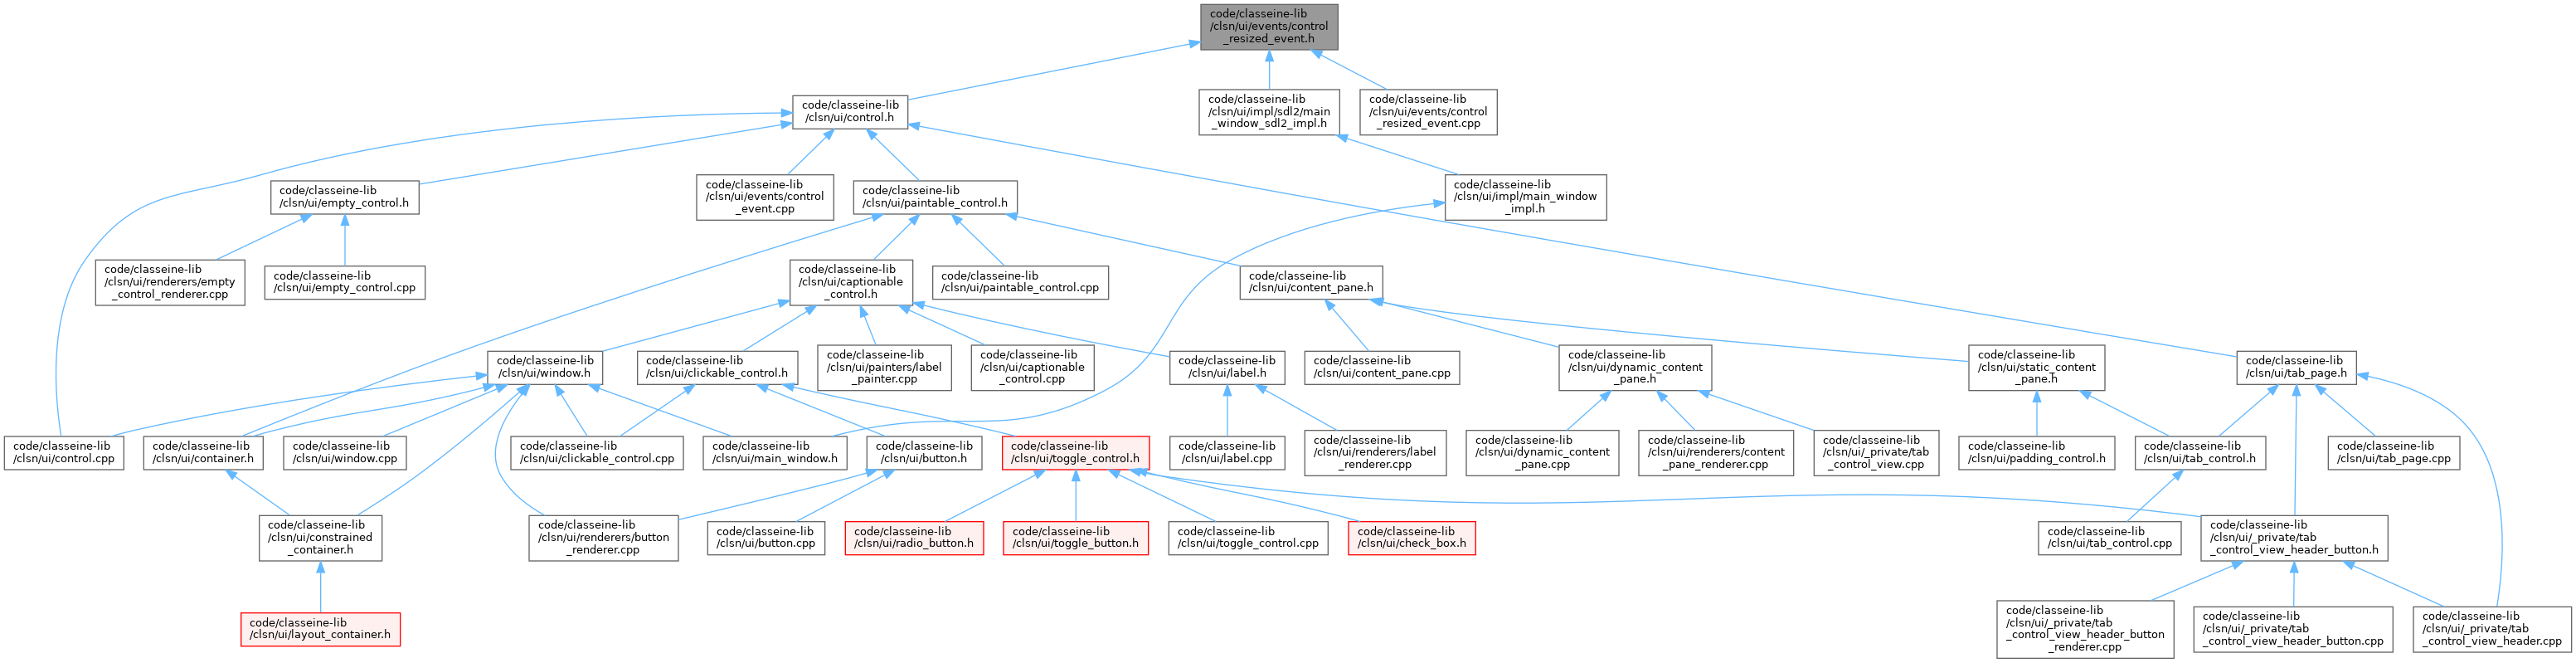 code/classeine-lib
/clsn/ui/events/control
_resized_event.h
code/classeine-lib
/clsn/ui/control.h
code/classeine-lib
/clsn/ui/impl/sdl2/main
_window_sdl2_impl.h
code/classeine-lib
/clsn/ui/events/control
_resized_event.cpp
code/classeine-lib
/clsn/ui/empty_control.h
code/classeine-lib
/clsn/ui/events/control
_event.cpp
code/classeine-lib
/clsn/ui/paintable_control.h
code/classeine-lib
/clsn/ui/impl/main_window
_impl.h
code/classeine-lib
/clsn/ui/renderers/empty
_control_renderer.cpp
code/classeine-lib
/clsn/ui/empty_control.cpp
code/classeine-lib
/clsn/ui/captionable
_control.h
code/classeine-lib
/clsn/ui/paintable_control.cpp
code/classeine-lib
/clsn/ui/content_pane.h
code/classeine-lib
/clsn/ui/window.h
code/classeine-lib
/clsn/ui/clickable_control.h
code/classeine-lib
/clsn/ui/painters/label
_painter.cpp
code/classeine-lib
/clsn/ui/captionable
_control.cpp
code/classeine-lib
/clsn/ui/label.h
code/classeine-lib
/clsn/ui/content_pane.cpp
code/classeine-lib
/clsn/ui/dynamic_content
_pane.h
code/classeine-lib
/clsn/ui/static_content
_pane.h
code/classeine-lib
/clsn/ui/tab_page.h
code/classeine-lib
/clsn/ui/control.cpp
code/classeine-lib
/clsn/ui/container.h
code/classeine-lib
/clsn/ui/window.cpp
code/classeine-lib
/clsn/ui/clickable_control.cpp
code/classeine-lib
/clsn/ui/main_window.h
code/classeine-lib
/clsn/ui/button.h
code/classeine-lib
/clsn/ui/toggle_control.h
code/classeine-lib
/clsn/ui/label.cpp
code/classeine-lib
/clsn/ui/renderers/label
_renderer.cpp
code/classeine-lib
/clsn/ui/dynamic_content
_pane.cpp
code/classeine-lib
/clsn/ui/renderers/content
_pane_renderer.cpp
code/classeine-lib
/clsn/ui/_private/tab
_control_view.cpp
code/classeine-lib
/clsn/ui/padding_control.h
code/classeine-lib
/clsn/ui/tab_control.h
code/classeine-lib
/clsn/ui/tab_page.cpp
code/classeine-lib
/clsn/ui/constrained
_container.h
code/classeine-lib
/clsn/ui/renderers/button
_renderer.cpp
code/classeine-lib
/clsn/ui/button.cpp
code/classeine-lib
/clsn/ui/radio_button.h
code/classeine-lib
/clsn/ui/toggle_button.h
code/classeine-lib
/clsn/ui/toggle_control.cpp
code/classeine-lib
/clsn/ui/check_box.h
code/classeine-lib
/clsn/ui/tab_control.cpp
code/classeine-lib
/clsn/ui/_private/tab
_control_view_header_button.h
code/classeine-lib
/clsn/ui/layout_container.h
code/classeine-lib
/clsn/ui/_private/tab
_control_view_header_button
_renderer.cpp
code/classeine-lib
/clsn/ui/_private/tab
_control_view_header_button.cpp
code/classeine-lib
/clsn/ui/_private/tab
_control_view_header.cpp